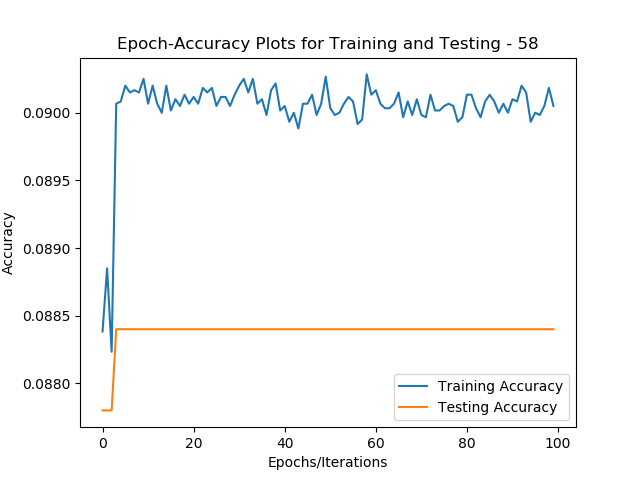 Epoch-Accuracy Plots for Training and Testing - 58
Accuracy
0.0900
0.0895
0.0890
0.0885
0.0880
0 20 40 60 80 100
Epochs/Iterations
Training Accuracy
Testing Accuracy